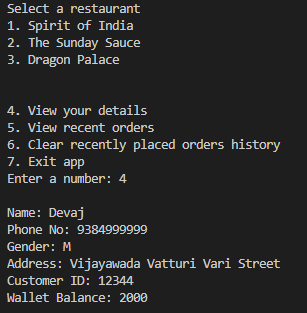 Select a restaurant
1. Spirit of India
2. The Sunday Sauce
3. Dragon Palace
4. View your details
5. View recent orders
6. Clear recently placed orders history
7. Exit app
Enter a number: 4
Name: Devaj
Phone No: 9384999999
Gender: M
Address: Vijayawada Vatturi Vari Street
Customer ID: 12344
Wallet Balance: 2000